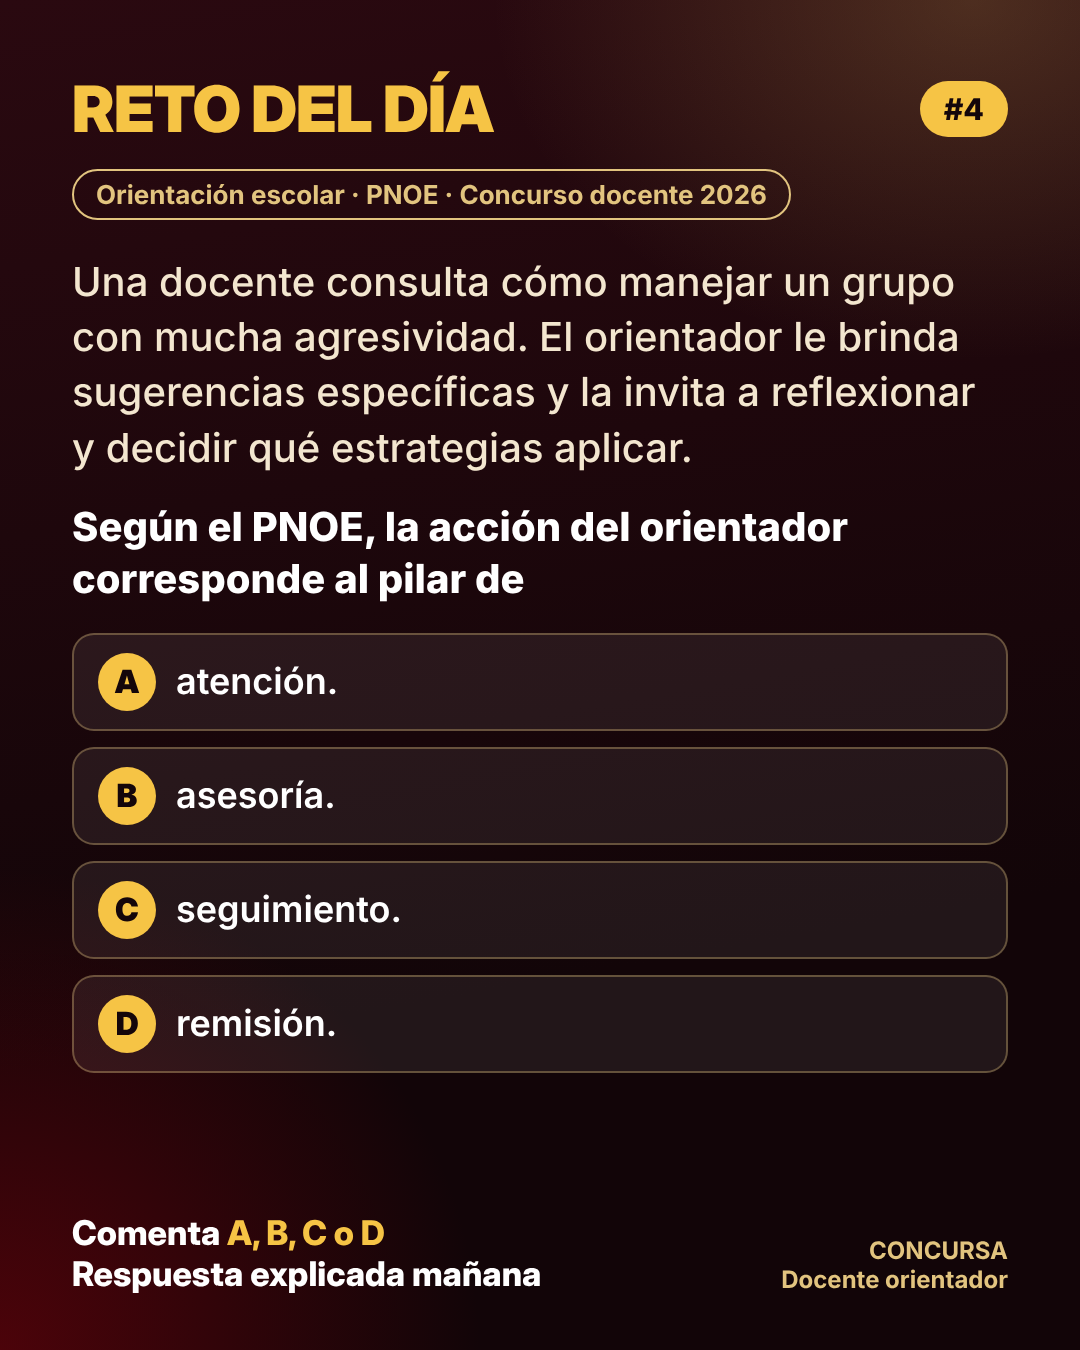 RETO DEL DÍA
#4
Orientación escolar · PNOE · Concurso docente 2026
Una docente consulta cómo manejar un grupo
con mucha agresividad. El orientador le brinda
sugerencias específicas y la invita a reflexionar
y decidir qué estrategias aplicar.
Según el PNOE, la acción del orientador
corresponde al pilar de
A atención.
B asesoría.
C seguimiento.
D remisión.
Comenta A, B, C o D
Respuesta explicada mañana
CONCURSA
Docente orientador